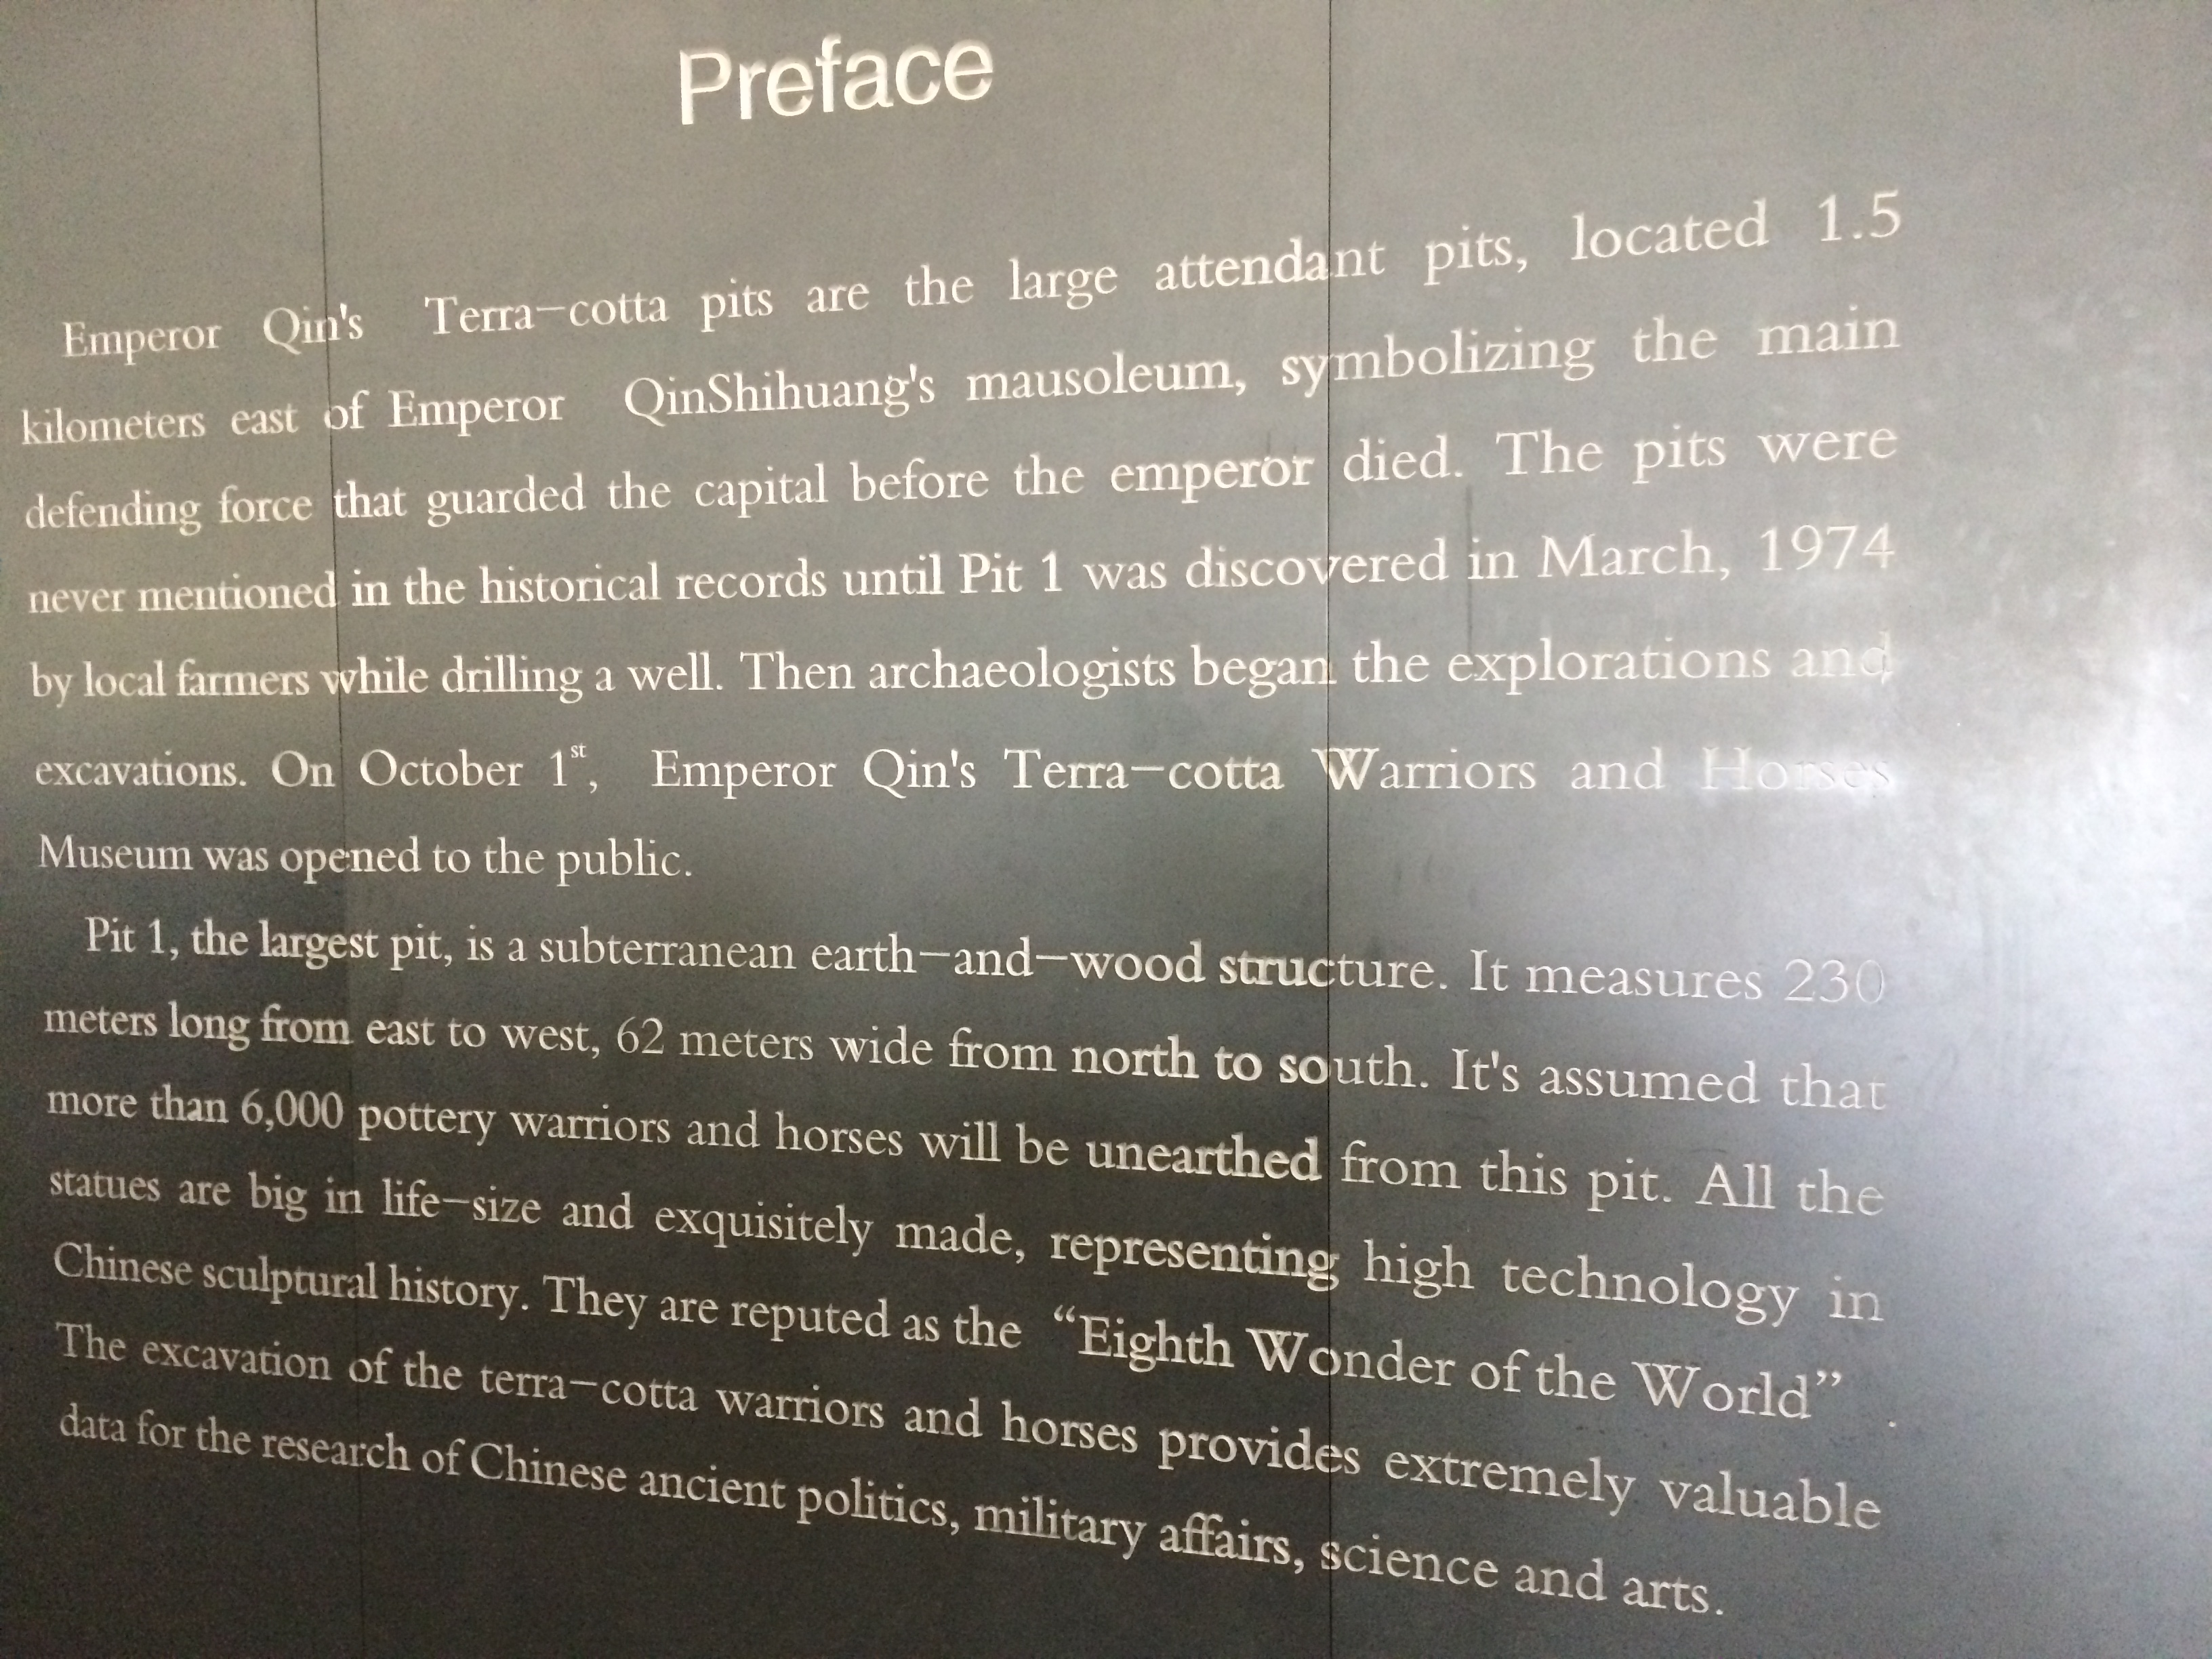 Preface
Emperor Qin's Terra-cotta pits are the large attendant pits, located 1.5
kilometers east of Emperor QinShihuang's mausoleum, symbolizing the main
defending force that guarded the capital before the emperor died. The pits were
never mentioned in the historical records until Pit 1 was discovered in March, 1974
by local farmers while drilling a well. Then archaeologists began the explorations and
excavations. On October 1st, Emperor Qin's Terra-cotta Warriors and Horses
Museum was opened to the public.
Pit 1, the largest pit, is a subterranean earth-and-wood structure. It measures 230
meters long from east to west, 62 meters wide from north to south. It's assumed that
more than 6,000 pottery warriors and horses will be unearthed from this pit. All the
statues are big in life-size and exquisitely made, representing high technology in
Chinese sculptural history. They are reputed as the “Eighth Wonder of the World” .
The excavation of the terra-cotta warriors and horses provides extremely valuable
data for the research of Chinese ancient politics, military affairs, science and arts.